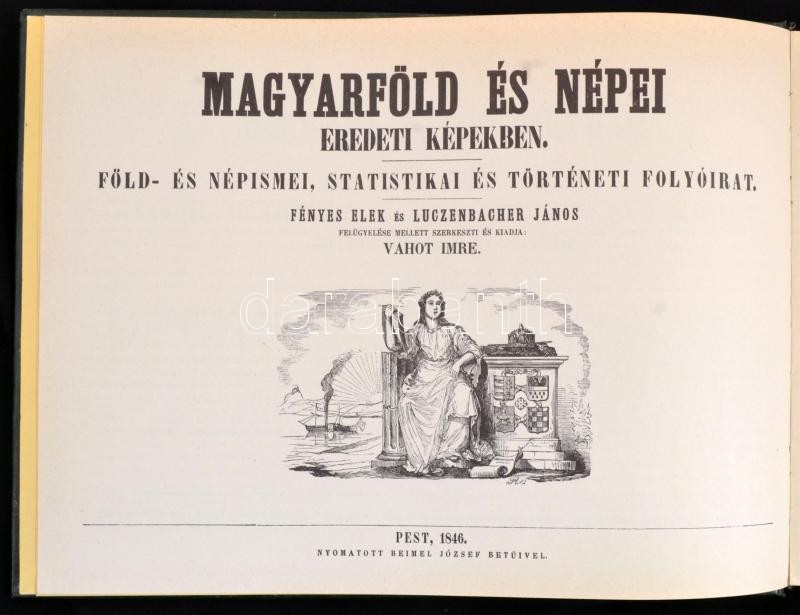 MAGYARFÖLD ÉS NÉPEI
EREDETI KÉPEKBEN.
FÖLD- ÉS NÉPISMEI, STATISTIKAI ÉS TÖRTÉNETI FOLYÓIRAT.
FÉNYES ELEK ÉS LUCZENBACHER JÁNOS
FELÜGYELÉSE MELLETT SZERKESZTI ÉS KIADJA:
VAHOT IMRE.
darabanth
PEST, 1846.
NYOMATOTT BEIMEL JÓZSEF BETŰIVEL.